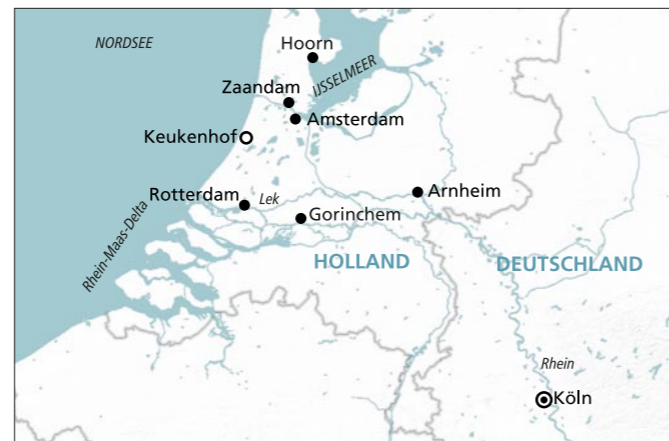 NORDSEE
Hoorn
IJSSELMEER
Zaandam
Amsterdam
Keukenhof
Arnheim
Rotterdam
Lek
Gorinchem
Rhein-Maas-Delta
HOLLAND
DEUTSCHLAND
Rhein
Köln